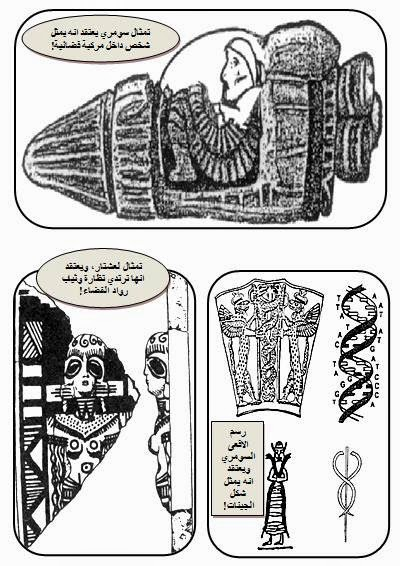 تمثال سومري يعتقد انه يمثل
شخص داخل مركبة فضائية!
تمثال لعشتار، ويعتقد
انها ترتدي نظارة وثياب
رواد الفضاء!
رسم
الأفعى
السومري
ويعتقد
انه يمثل
شكل
الجينات!